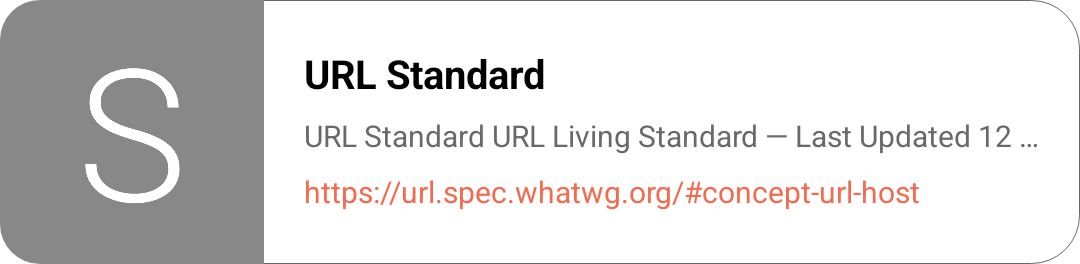 S
URL Standard
URL Standard URL Living Standard — Last Updated 12 ...
https://url.spec.whatwg.org/#concept-url-host